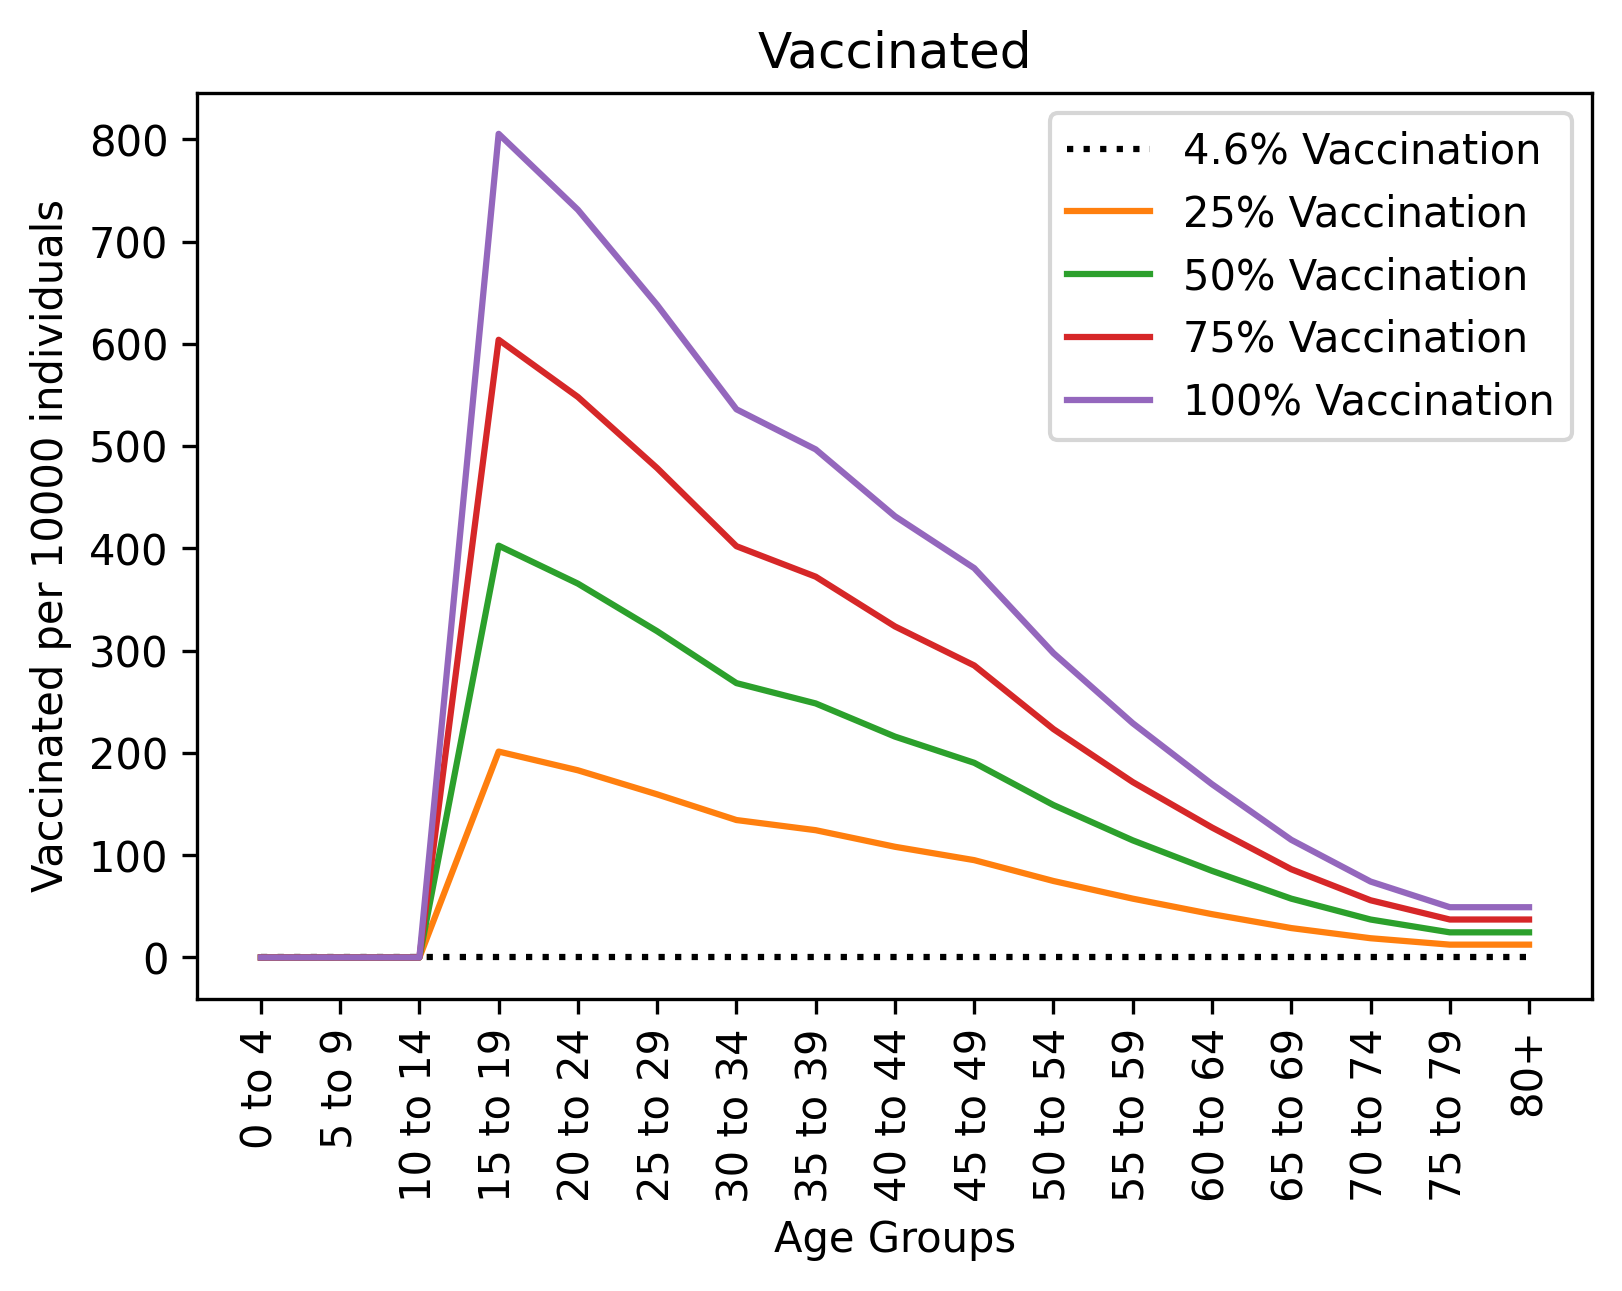 Vaccinated
800
700
600
500
400
300
200
100
0
Vaccinated per 10000 individuals
4.6% Vaccination
25% Vaccination
50% Vaccination
75% Vaccination
100% Vaccination
0 to 4
5 to 9
10 to 14
15 to 19
20 to 24
25 to 29
30 to 34
35 to 39
40 to 44
45 to 49
50 to 54
55 to 59
60 to 64
65 to 69
70 to 74
75 to 79
80+
Age Groups